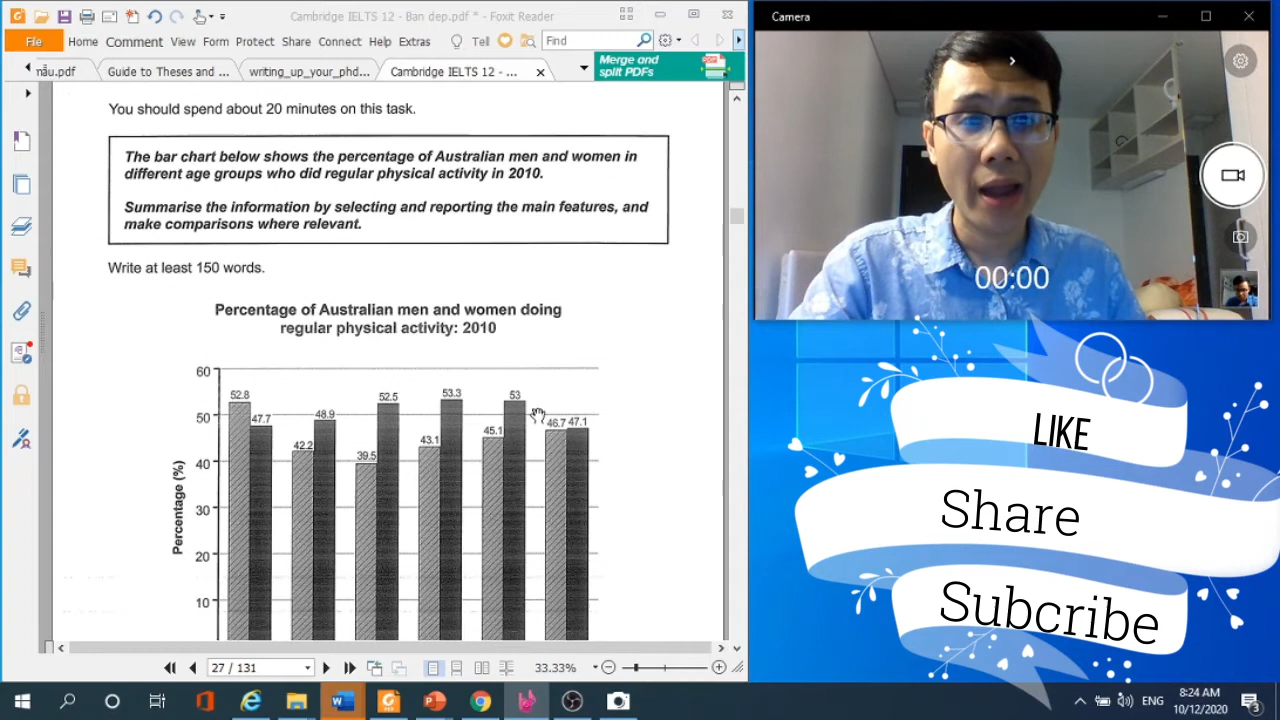 Cambridge IELTS 12 - Ban dep.pdf * - Foxit Reader
File Home Comment View Form Protect Share Connect Help Extras Tell Find
mẫu.pdf Guide to Theses and ... writing_up_your_phd... Cambridge IELTS 12 - ...
Merge and
split PDFs
PDF
You should spend about 20 minutes on this task.
The bar chart below shows the percentage of Australian men and women in
different age groups who did regular physical activity in 2010.
Summarise the information by selecting and reporting the main features, and
make comparisons where relevant.
Write at least 150 words.
Percentage of Australian men and women doing
regular physical activity: 2010
Percentage (%)
60
50
40
30
20
10
52.8 47.7 42.2 48.9 39.5 52.5 43.1 53.3 45.1 53 46.7 47.1
27 / 131 33.33%
Camera
00:00
LIKE
Share
Subcribe
ENG
8:24 AM
10/12/2020
3